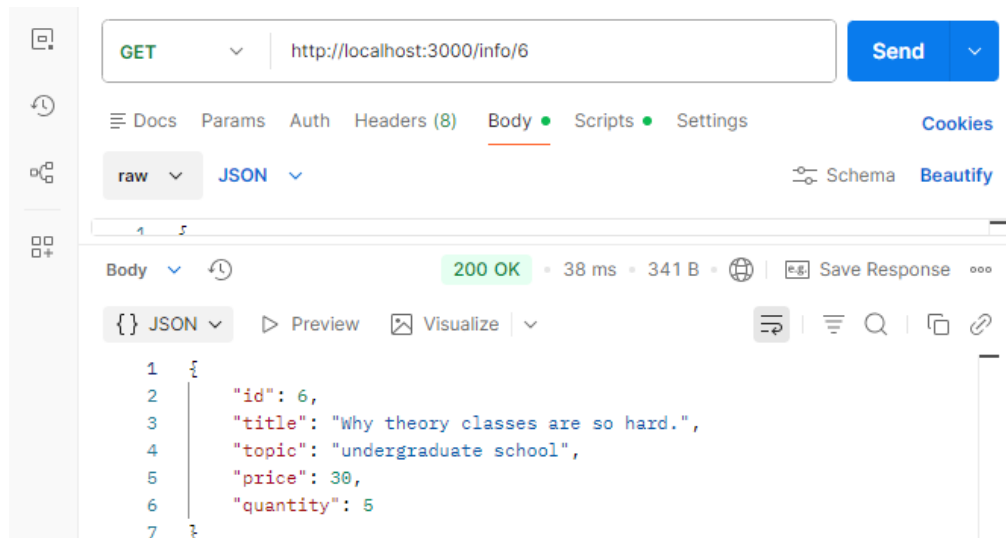 GET http://localhost:3000/info/6 Send
Docs Params Auth Headers (8) Body Scripts Settings Cookies
raw JSON Schema Beautify
1 {
Body 200 OK 38 ms 341 B e.g. Save Response
{ } JSON Preview Visualize
1 {
2 "id": 6,
3 "title": "Why theory classes are so hard.",
4 "topic": "undergraduate school",
5 "price": 30,
6 "quantity": 5
7 }